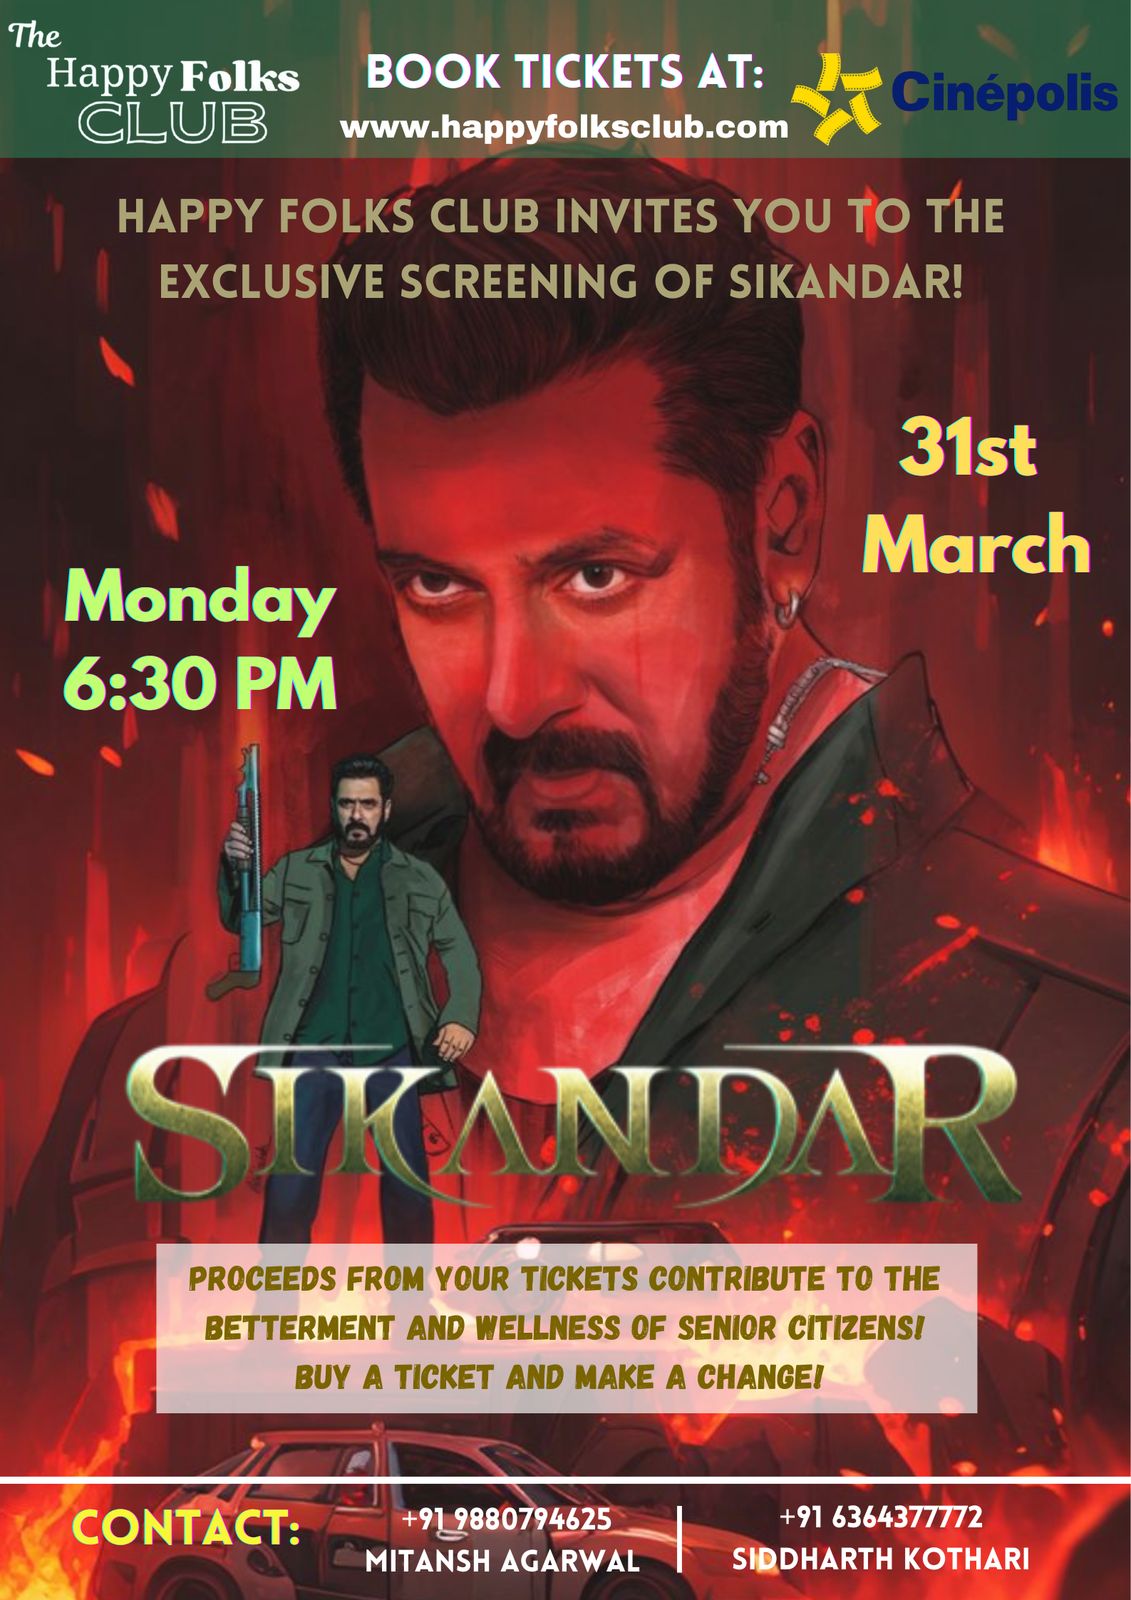 The
Happy Folks
CLUB
BOOK TICKETS AT:
www.happyfolksclub.com
Cinépolis
HAPPY FOLKS CLUB INVITES YOU TO THE
EXCLUSIVE SCREENING OF SIKANDAR!
31st
March
Monday
6:30 PM
SIKANDAR
PROCEEDS FROM YOUR TICKETS CONTRIBUTE TO THE
BETTERMENT AND WELLNESS OF SENIOR CITIZENS!
BUY A TICKET AND MAKE A CHANGE!
CONTACT:
+91 9880794625
MITANSH AGARWAL
+91 6364377772
SIDDHARTH KOTHARI